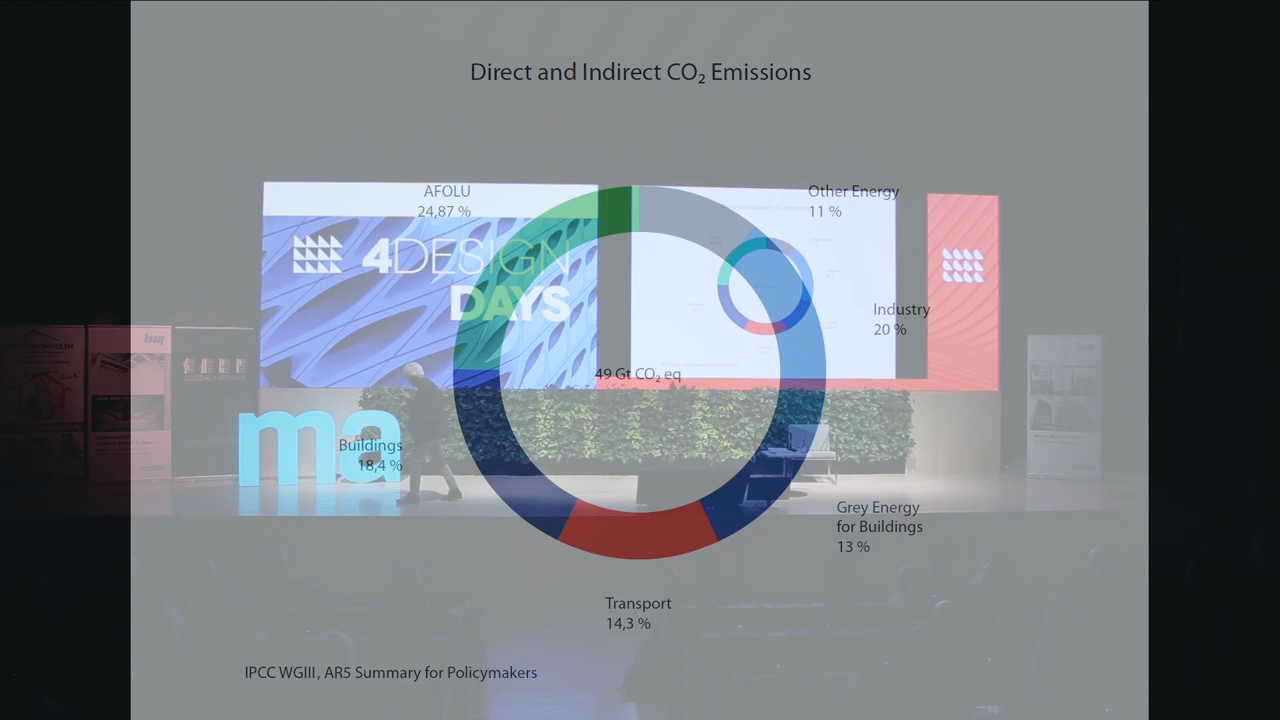 Direct and Indirect CO₂ Emissions
AFOLU
24,87 %
Other Energy
11 %
4DESIGN
DAYS
Industry
20 %
49 Gt CO₂ eq
ma
Buildings
18,4 %
Grey Energy
for Buildings
13 %
Transport
14,3 %
IPCC WGIII, AR5 Summary for Policymakers